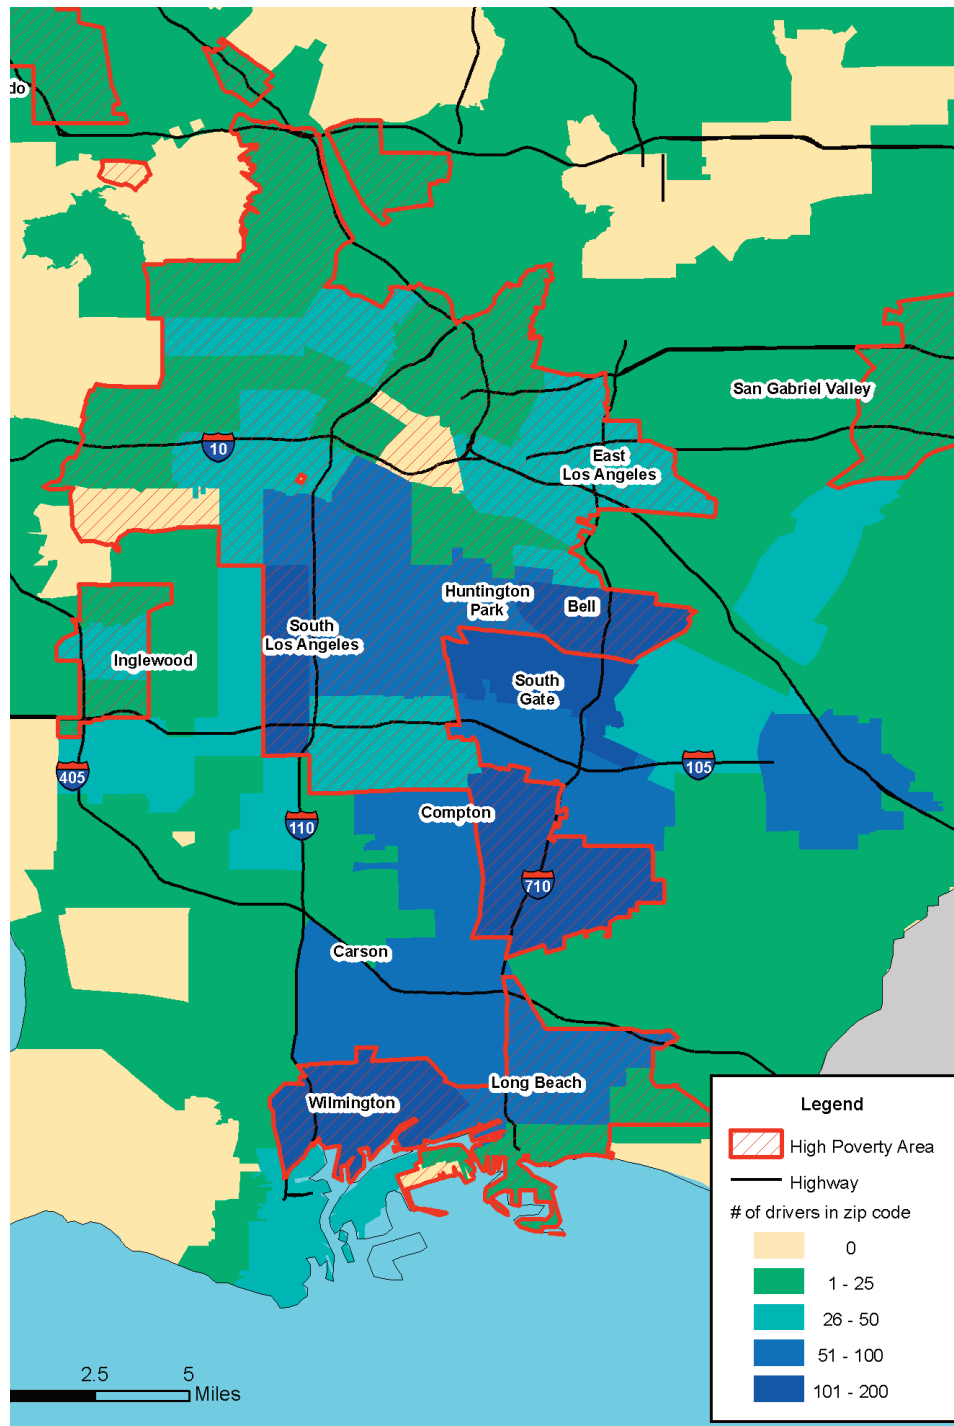 do
San Gabriel Valley
10
East
Los Angeles
Huntington
Park
Bell
South
Los Angeles
Inglewood
South
Gate
405
105
110
Compton
710
Carson
Long Beach
Wilmington
Legend
High Poverty Area
Highway
# of drivers in zip code
0
1 - 25
26 - 50
51 - 100
101 - 200
2.5
5
Miles